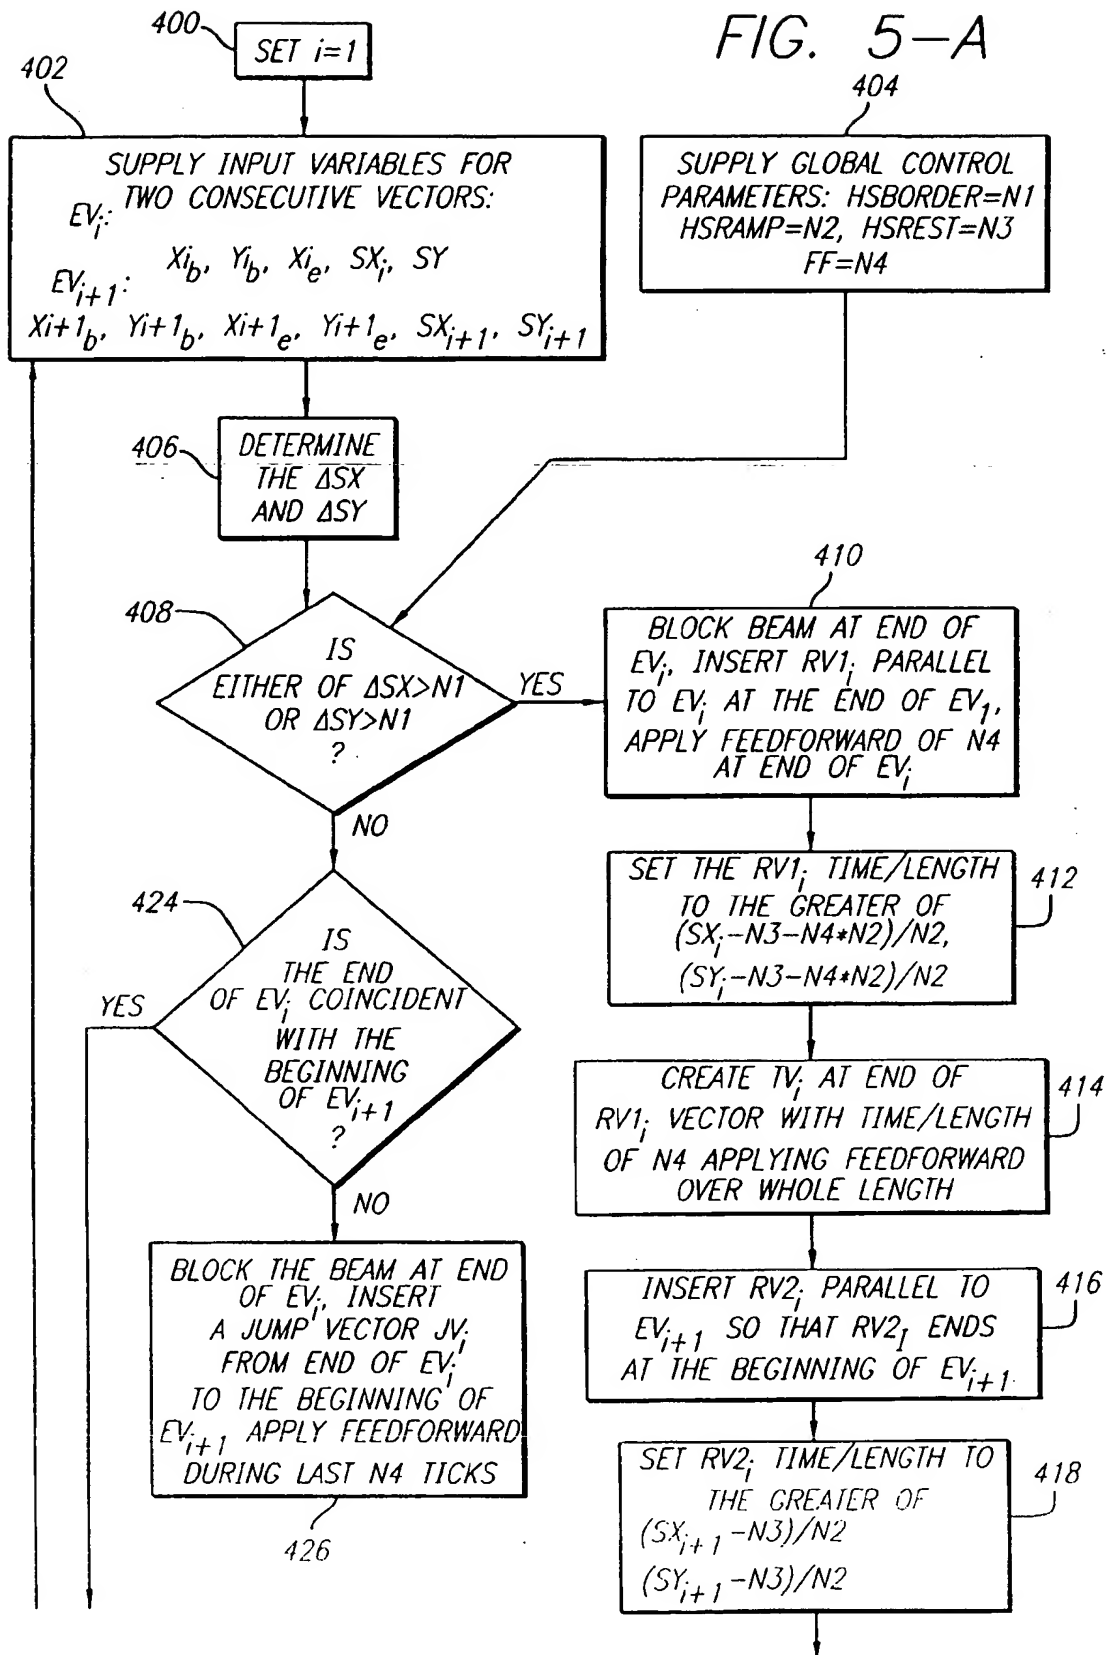 FIG. 5-A
400
SET i=1
402
SUPPLY INPUT VARIABLES FOR
TWO CONSECUTIVE VECTORS:
EVi:
Xib, Yib, Xie, SXi, SY
EVi+1:
Xi+1b, Yi+1b, Xi+1e, Yi+1e, SXi+1, SYi+1
404
SUPPLY GLOBAL CONTROL
PARAMETERS: HSBORDER=N1
HSRAMP=N2, HSREST=N3
FF=N4
406
DETERMINE
THE ΔSX
AND ΔSY
408
IS
EITHER OF ΔSX>N1
OR ΔSY>N1
?
YES
NO
410
BLOCK BEAM AT END OF
EVi, INSERT RV1i PARALLEL
TO EVi AT THE END OF EV1,
APPLY FEEDFORWARD OF N4
AT END OF EVi
412
SET THE RV1i TIME/LENGTH
TO THE GREATER OF
(SXi-N3-N4*N2)/N2,
(SYi-N3-N4*N2)/N2
414
CREATE TVi AT END OF
RV1i VECTOR WITH TIME/LENGTH
OF N4 APPLYING FEEDFORWARD
OVER WHOLE LENGTH
416
INSERT RV2i PARALLEL TO
EVi+1 SO THAT RV2I ENDS
AT THE BEGINNING OF EVi+1
418
SET RV2i TIME/LENGTH TO
THE GREATER OF
(SXi+1-N3)/N2
(SYi+1-N3)/N2
424
IS
THE END
OF EVi COINCIDENT
WITH THE
BEGINNING
OF EVi+1
?
YES
NO
BLOCK THE BEAM AT END
OF EVi, INSERT
A JUMP VECTOR JVi
FROM END OF EVi
TO THE BEGINNING OF
EVi+1 APPLY FEEDFORWARD
DURING LAST N4 TICKS
426